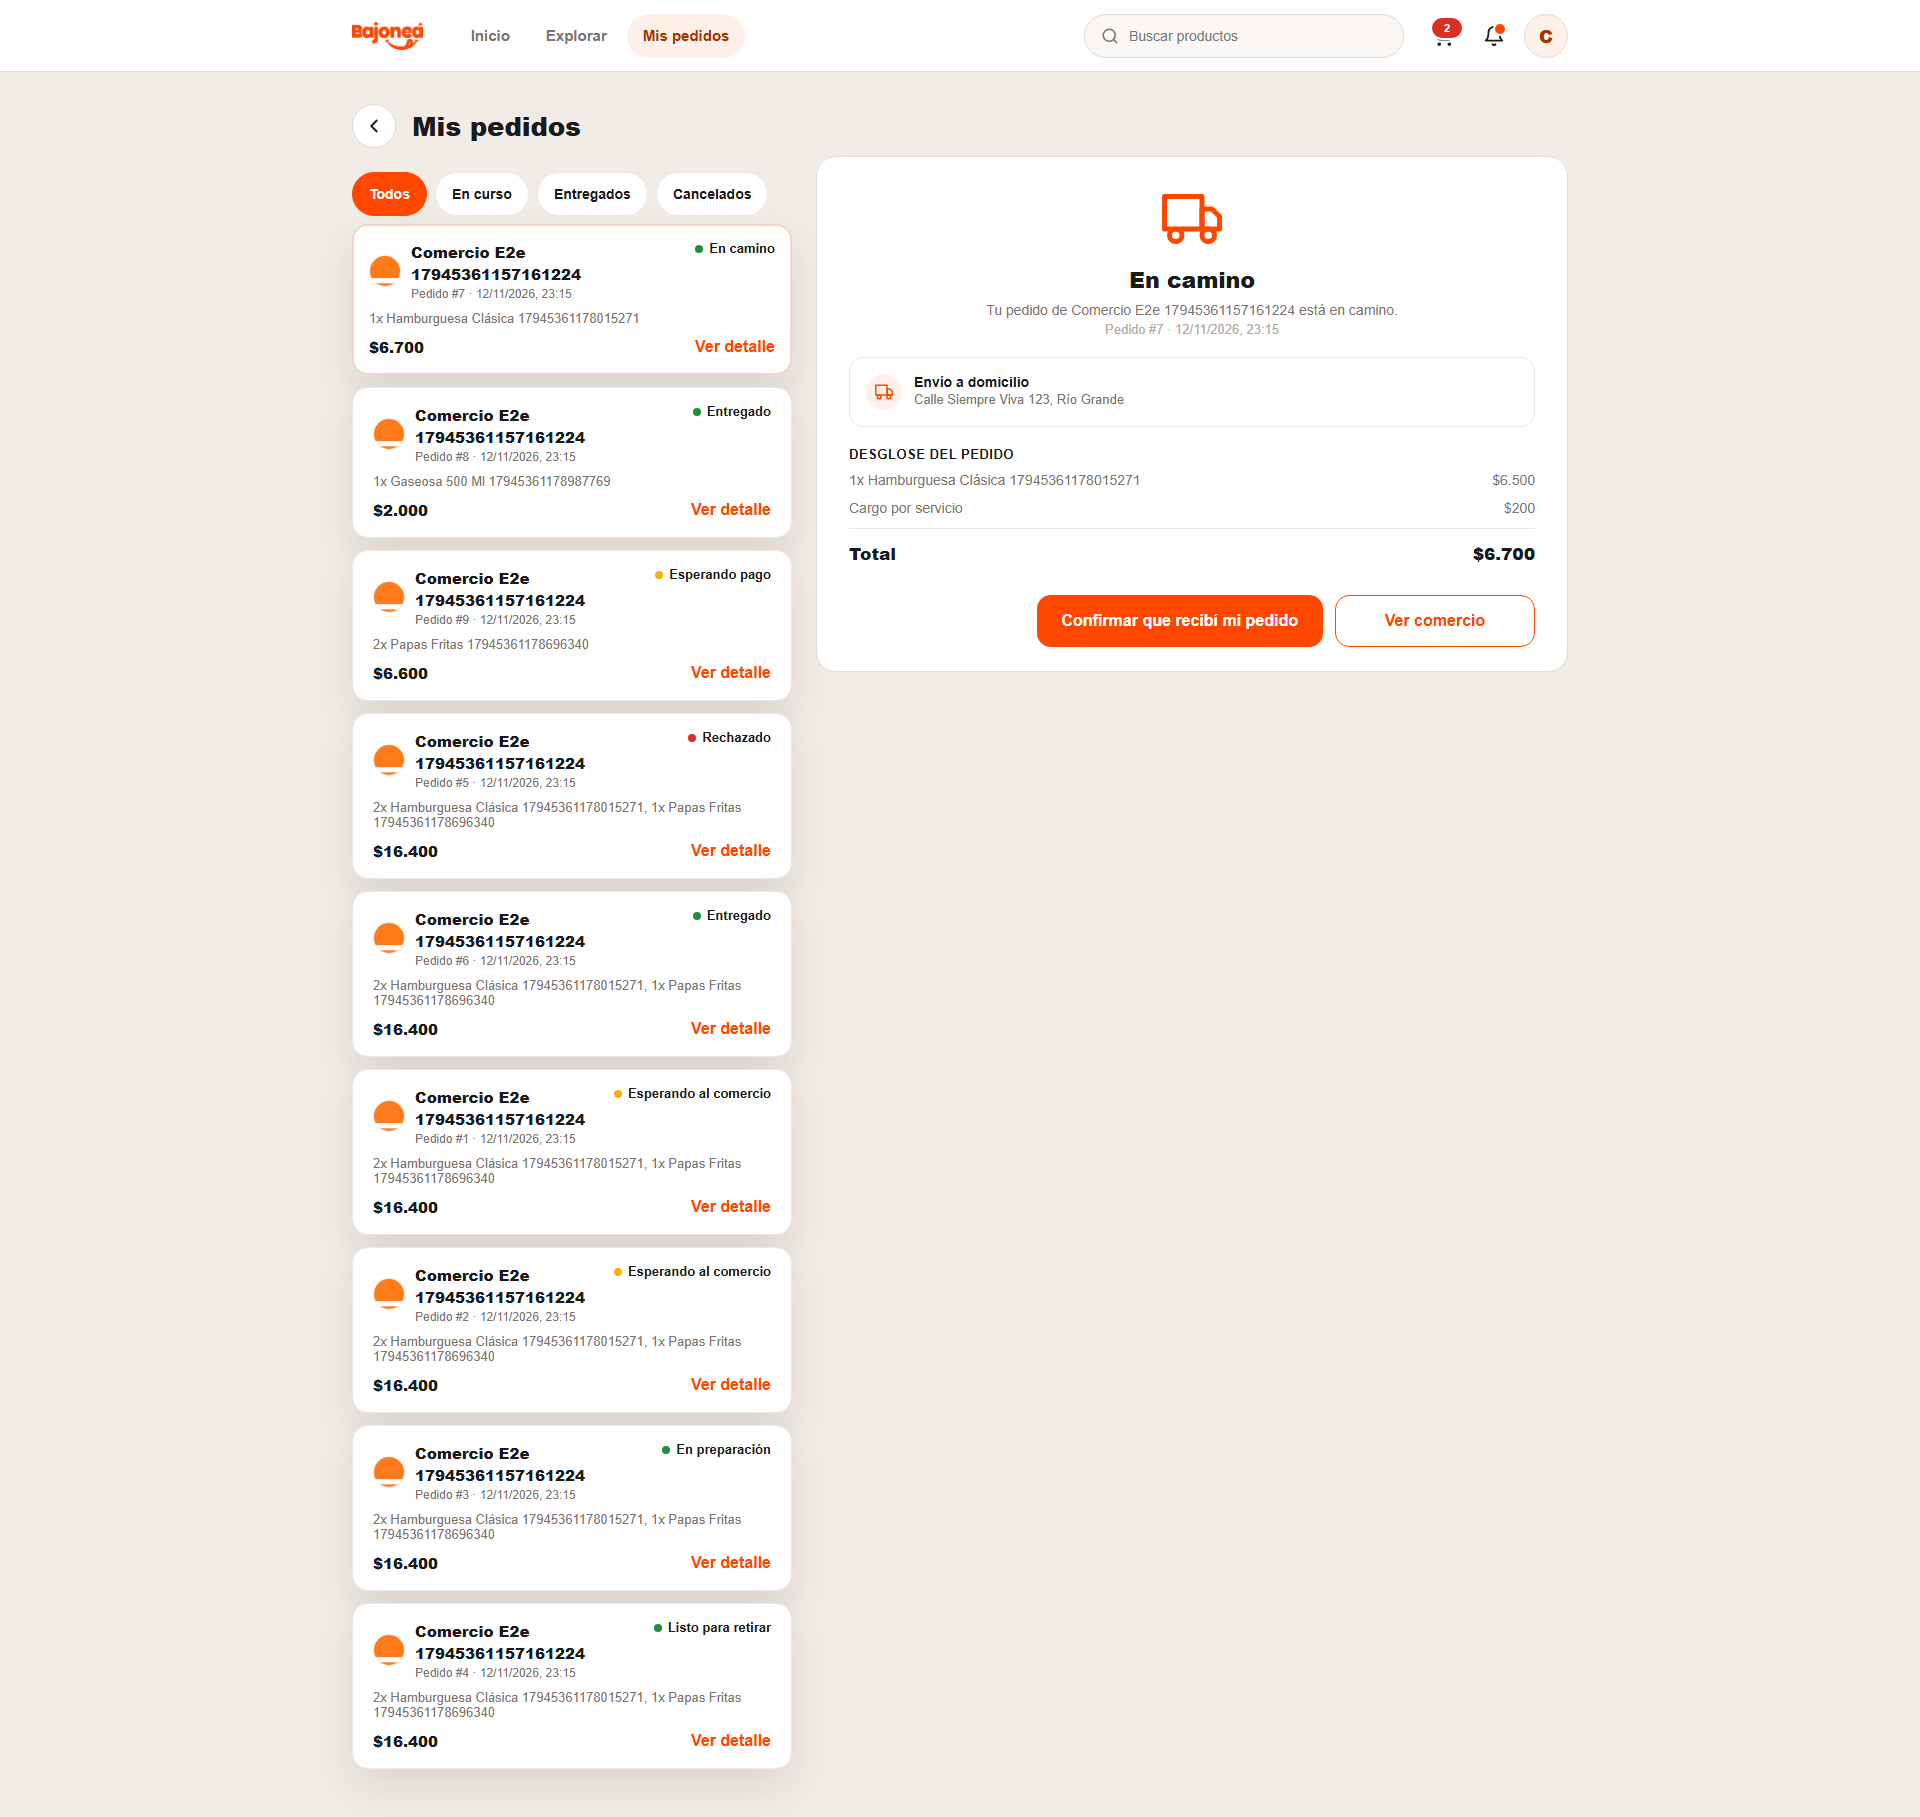 Bajoneá
Inicio
Explorar
Mis pedidos
Buscar productos
2
C
Mis pedidos
Todos
En curso
Entregados
Cancelados
Comercio E2e
17945361157161224
En camino
Pedido #7 · 12/11/2026, 23:15
1x Hamburguesa Clásica 17945361178015271
$6.700
Ver detalle
Comercio E2e
17945361157161224
Entregado
Pedido #8 · 12/11/2026, 23:15
1x Gaseosa 500 Ml 17945361178987769
$2.000
Ver detalle
Comercio E2e
17945361157161224
Esperando pago
Pedido #9 · 12/11/2026, 23:15
2x Papas Fritas 17945361178696340
$6.600
Ver detalle
Comercio E2e
17945361157161224
Rechazado
Pedido #5 · 12/11/2026, 23:15
2x Hamburguesa Clásica 17945361178015271, 1x Papas Fritas
17945361178696340
$16.400
Ver detalle
Comercio E2e
17945361157161224
Entregado
Pedido #6 · 12/11/2026, 23:15
2x Hamburguesa Clásica 17945361178015271, 1x Papas Fritas
17945361178696340
$16.400
Ver detalle
Comercio E2e
17945361157161224
Esperando al comercio
Pedido #1 · 12/11/2026, 23:15
2x Hamburguesa Clásica 17945361178015271, 1x Papas Fritas
17945361178696340
$16.400
Ver detalle
Comercio E2e
17945361157161224
Esperando al comercio
Pedido #2 · 12/11/2026, 23:15
2x Hamburguesa Clásica 17945361178015271, 1x Papas Fritas
17945361178696340
$16.400
Ver detalle
Comercio E2e
17945361157161224
En preparación
Pedido #3 · 12/11/2026, 23:15
2x Hamburguesa Clásica 17945361178015271, 1x Papas Fritas
17945361178696340
$16.400
Ver detalle
Comercio E2e
17945361157161224
Listo para retirar
Pedido #4 · 12/11/2026, 23:15
2x Hamburguesa Clásica 17945361178015271, 1x Papas Fritas
17945361178696340
$16.400
Ver detalle
En camino
Tu pedido de Comercio E2e 17945361157161224 está en camino.
Pedido #7 · 12/11/2026, 23:15
Envío a domicilio
Calle Siempre Viva 123, Río Grande
DESGLOSE DEL PEDIDO
1x Hamburguesa Clásica 17945361178015271
$6.500
Cargo por servicio
$200
Total
$6.700
Confirmar que recibí mi pedido
Ver comercio